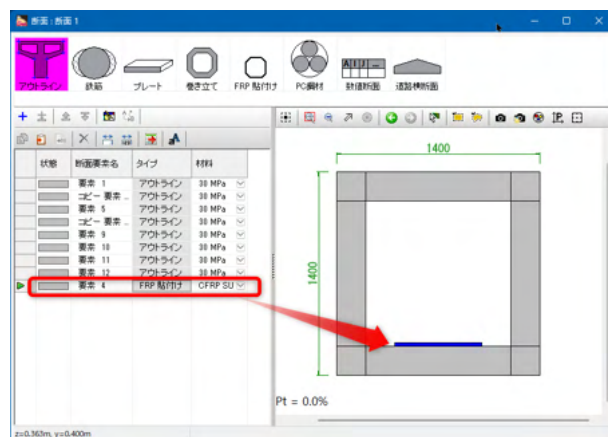 断面 : 断面 1
アウトライン
鉄筋
プレート
巻き立て
FRP 貼付け
PC鋼材
A I J ...
数値断面
道路横断面
状態 断面要素名 タイプ 材料
要素 1 アウトライン 30 MPa
コピー 要素 .. アウトライン 30 MPa
要素 5 アウトライン 30 MPa
コピー 要素 .. アウトライン 30 MPa
要素 9 アウトライン 30 MPa
要素 10 アウトライン 30 MPa
要素 11 アウトライン 30 MPa
要素 12 アウトライン 30 MPa
要素 4 FRP 貼付け CFRP SU
1400
1400
Pt = 0.0%
z=0.363m, y=0.400m